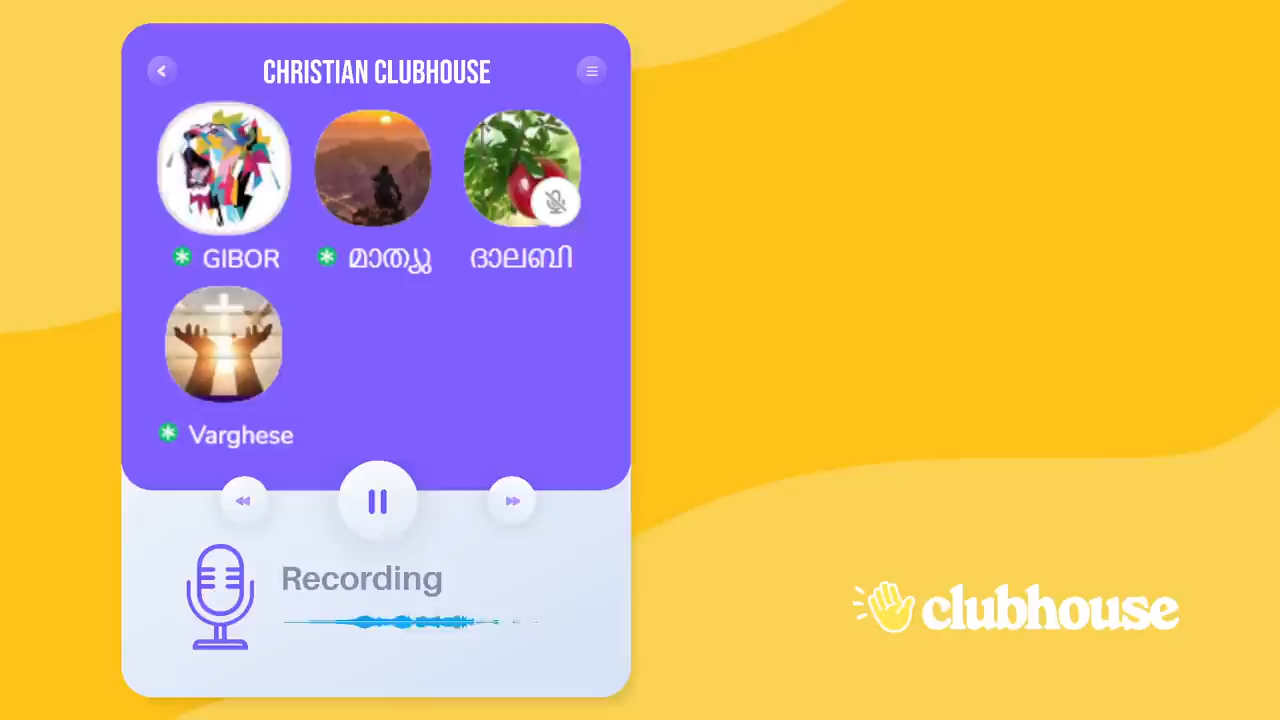 CHRISTIAN CLUBHOUSE
GIBOR
മാത്യു
ദാലബി
Varghese
Recording
clubhouse